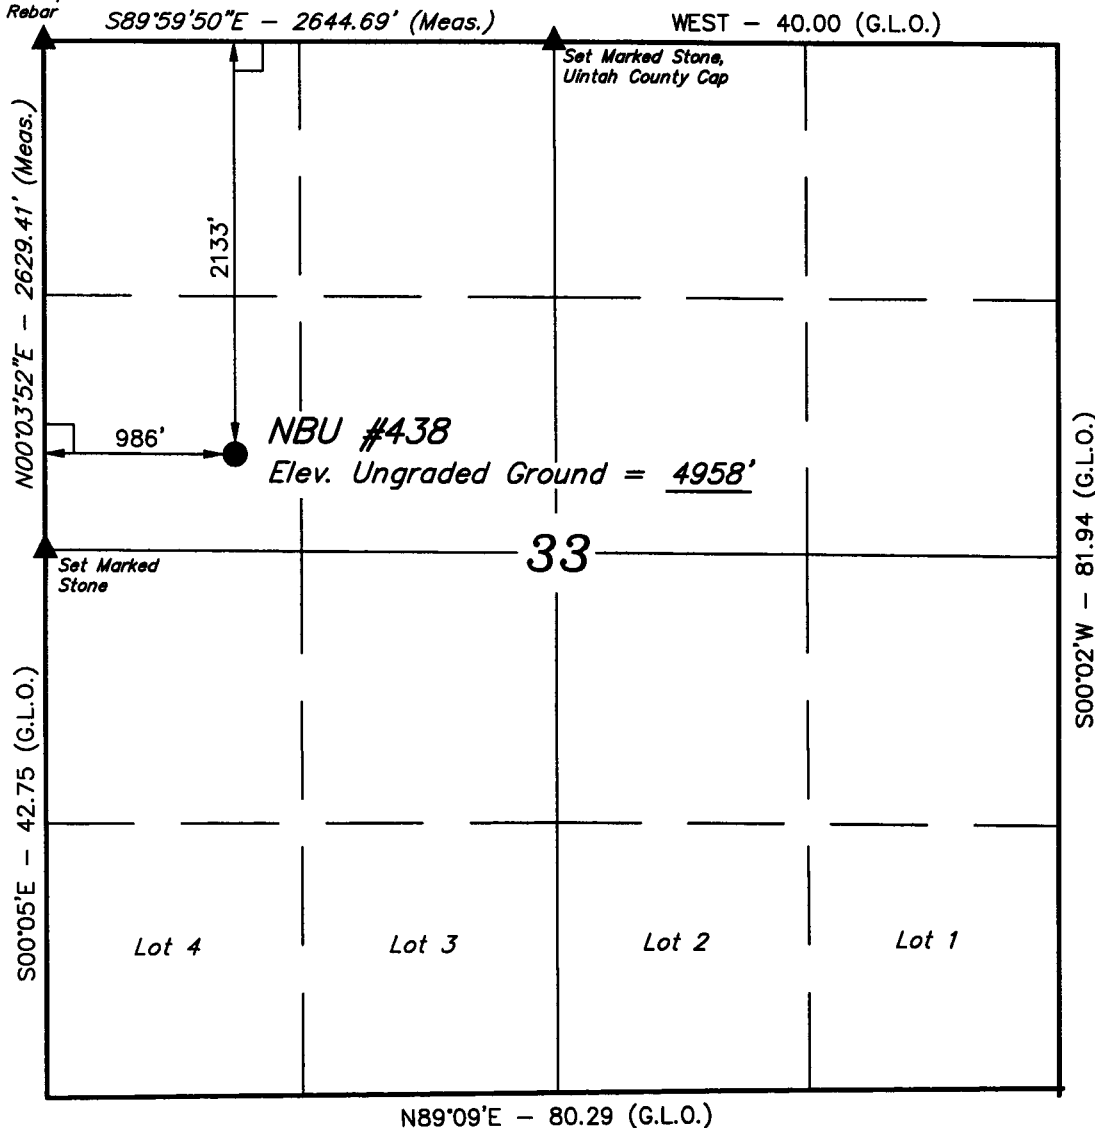 Rebar
S89°59'50"E - 2644.69' (Meas.)
WEST - 40.00 (G.L.O.)
Set Marked Stone,
Uintah County Cap
N00°03'52"E - 2629.41' (Meas.)
2133'
986'
NBU #438
Elev. Ungraded Ground = 4958'
33
Set Marked
Stone
S00°02'W - 81.94 (G.L.O.)
S00°05'E - 42.75 (G.L.O.)
Lot 4
Lot 3
Lot 2
Lot 1
N89°09'E - 80.29 (G.L.O.)